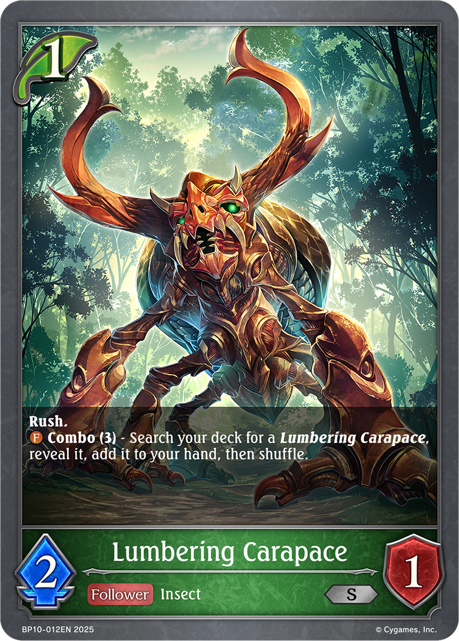 1
Rush.
F Combo (3) - Search your deck for a Lumbering Carapace,
reveal it, add it to your hand, then shuffle.
Lumbering Carapace
2
Follower Insect
S
1
BP10-012EN 2025
© Cygames, Inc.